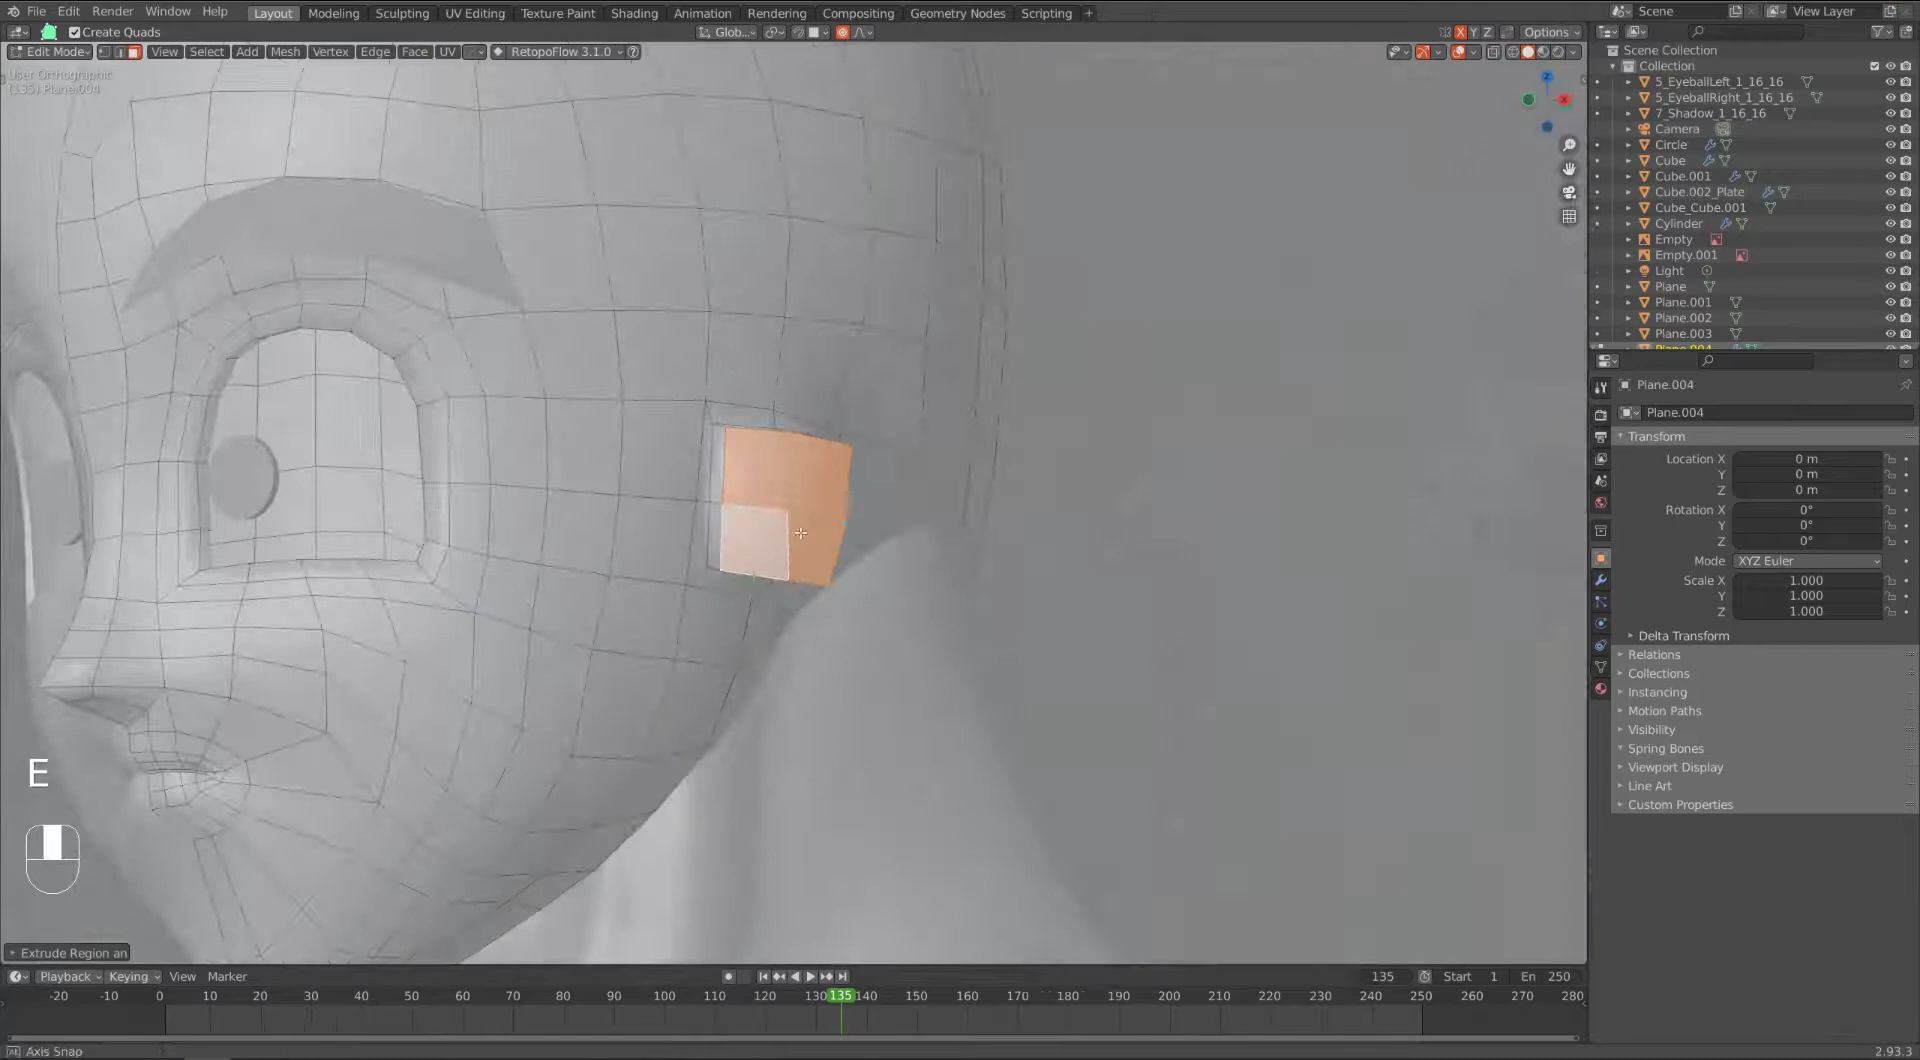 File Edit Render Window Help Layout Modeling Sculpting UV Editing Texture Paint Shading Animation Rendering Compositing Geometry Nodes Scripting + Scene View Layer
Create Quads Glob... X Y Z Options
Edit Mode View Select Add Mesh Vertex Edge Face UV RetopoFlow 3.1.0
User Orthographic
(135) Plane.004
Scene Collection
Collection
5_EyeballLeft_1_16_16
5_EyeballRight_1_16_16
7_Shadow_1_16_16
Camera
Circle
Cube
Cube.001
Cube.002_Plate
Cube_Cube.001
Cylinder
Empty
Empty.001
Light
Plane
Plane.001
Plane.002
Plane.003
Plane.004
Plane.004
Plane.004
Transform
Location X 0 m
Y 0 m
Z 0 m
Rotation X 0°
Y 0°
Z 0°
Mode XYZ Euler
Scale X 1.000
Y 1.000
Z 1.000
Delta Transform
Relations
Collections
Instancing
Motion Paths
Visibility
Spring Bones
Viewport Display
Line Art
Custom Properties
Z
X
E
Extrude Region an
Playback Keying View Marker 135 Start 1 En 250
-20 -10 0 10 20 30 40 50 60 70 80 90 100 110 120 130 135 140 150 160 170 180 190 200 210 220 230 240 250 260 270 280
Axis Snap 2.93.3